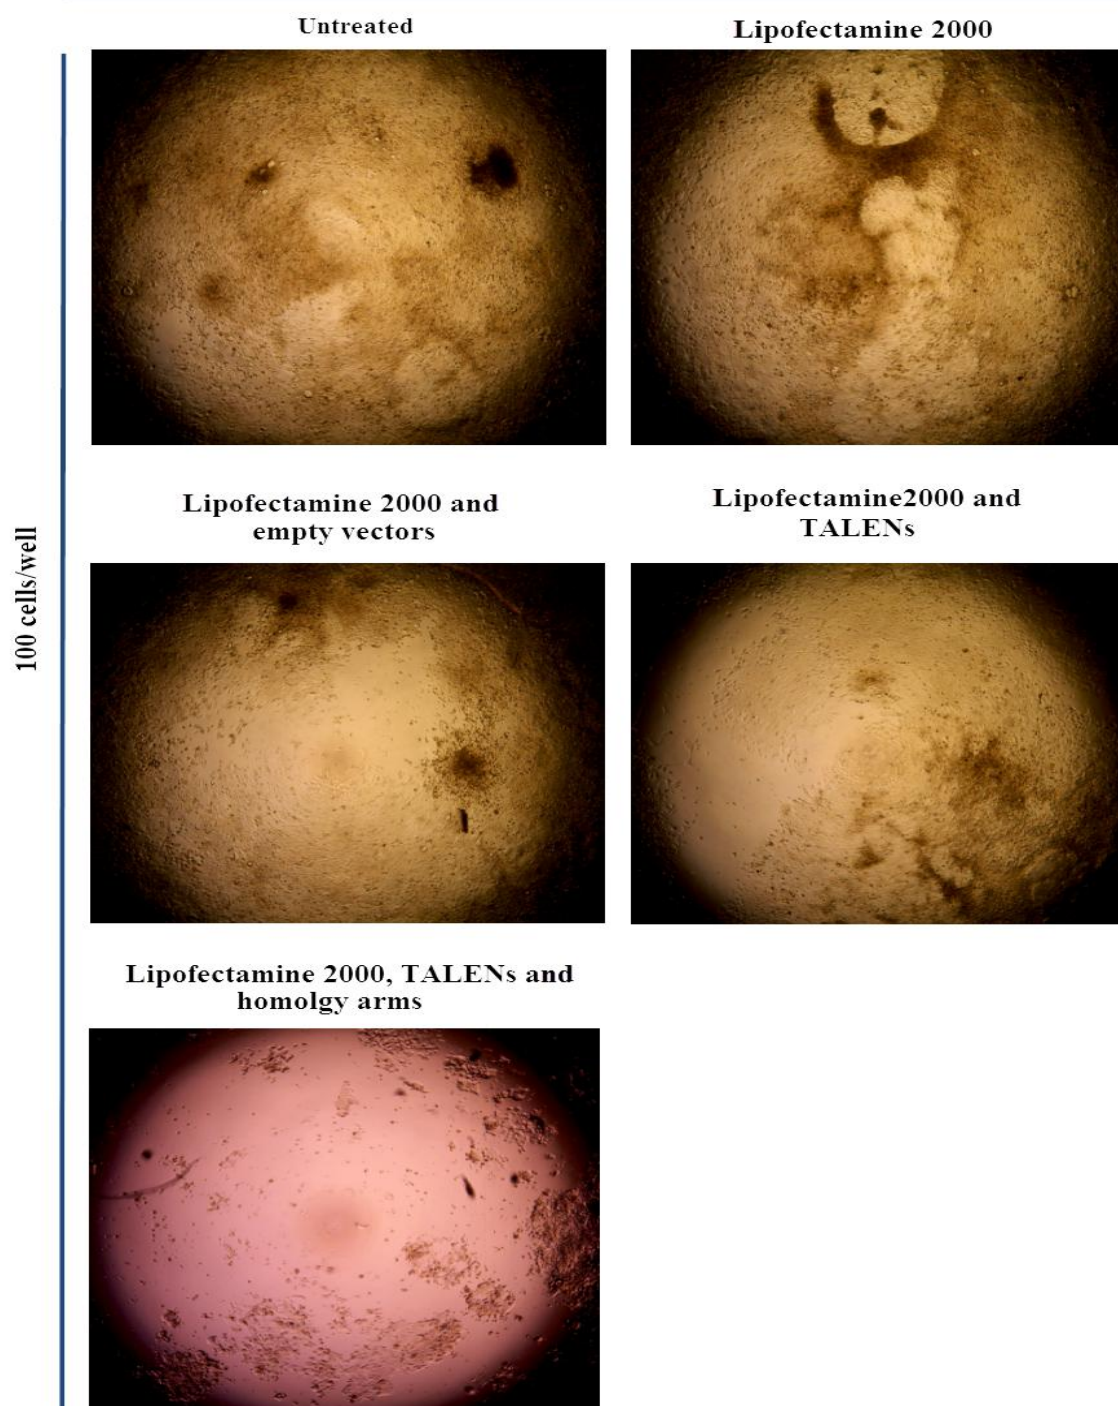 Untreated
Lipofectamine 2000
100 cells/well
Lipofectamine 2000 and
empty vectors
Lipofectamine2000 and
TALENs
Lipofectamine 2000, TALENs and
homolgy arms